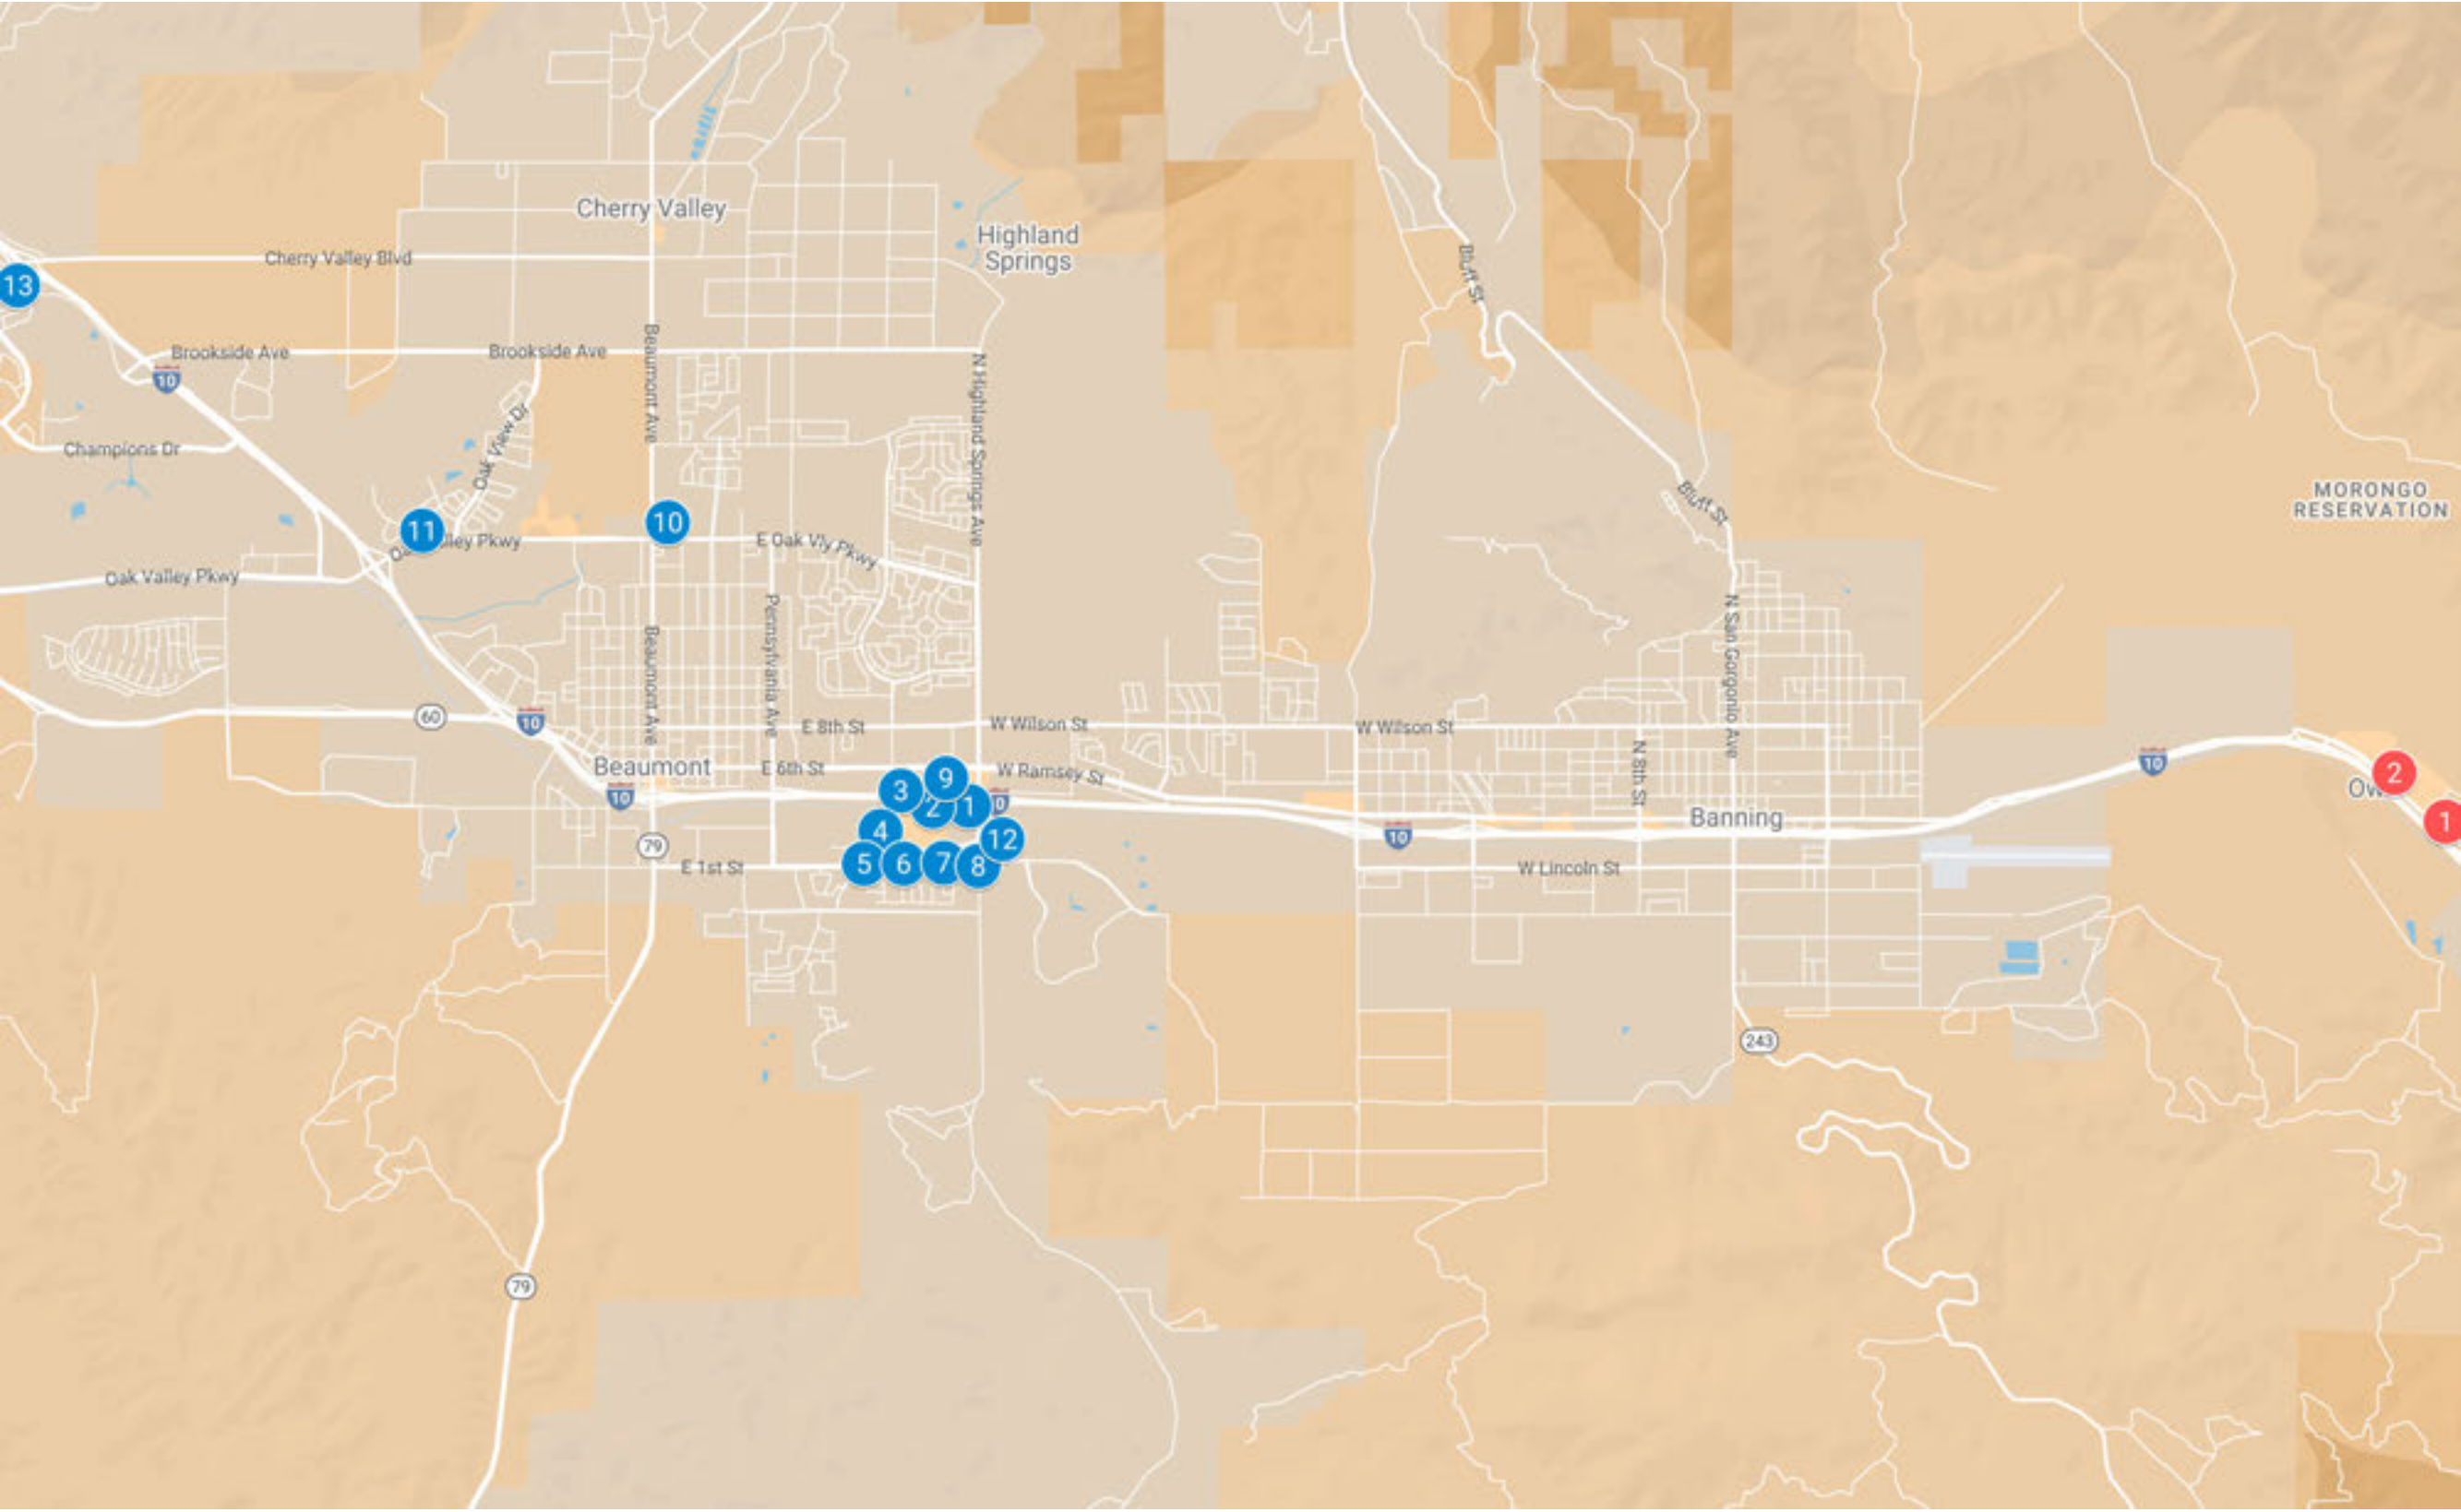 Cherry Valley
Highland
Springs
Cherry Valley Blvd
Bluff St
13
Brookside Ave
Brookside Ave
Beaumont Ave
N Highland Springs Ave
10
Oak View Dr
Champions Dr
MORONGO
RESERVATION
Bluff St
11
10
lley Pkwy
E Oak Vly Pkwy
Oak Valley Pkwy
Pennsylvania Ave
Beaumont Ave
N San Gorgonio Ave
60
10
E 8th St
W Wilson St
W Wilson St
N 8th St
10
Beaumont
E 6th St
W Ramsey St
9
3
2
1
10
2
Ow
1
Banning
4
12
10
79
5
6
7
8
E 1st St
W Lincoln St
243
79